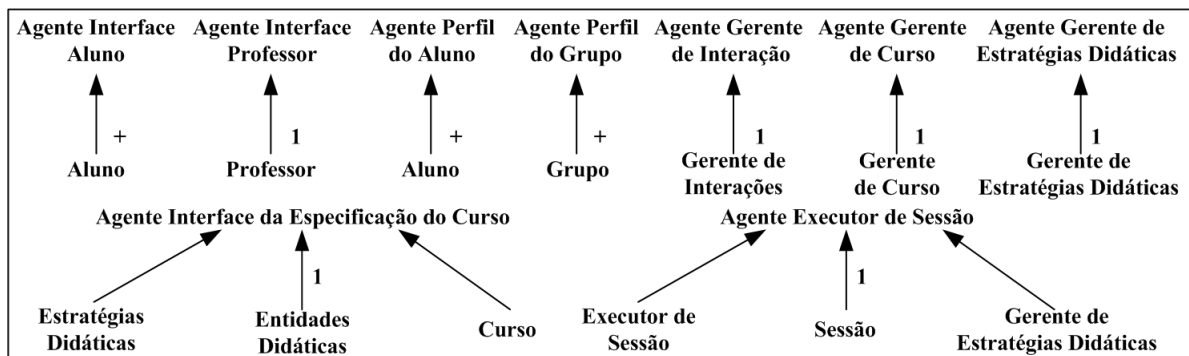 Agente Interface
Aluno
Agente Interface
Professor
Agente Perfil
do Aluno
Agente Perfil
do Grupo
Agente Gerente
de Interação
Agente Gerente
de Curso
Agente Gerente de
Estratégias Didáticas
+
1
+
+
1
1
1
Aluno
Professor
Aluno
Grupo
Gerente de
Interações
Gerente
de Curso
Gerente de
Estratégias Didáticas
Agente Interface da Especificação do Curso
Agente Executor de Sessão
1
1
Estratégias
Didáticas
Entidades
Didáticas
Curso
Executor de
Sessão
Sessão
Gerente de
Estratégias Didáticas